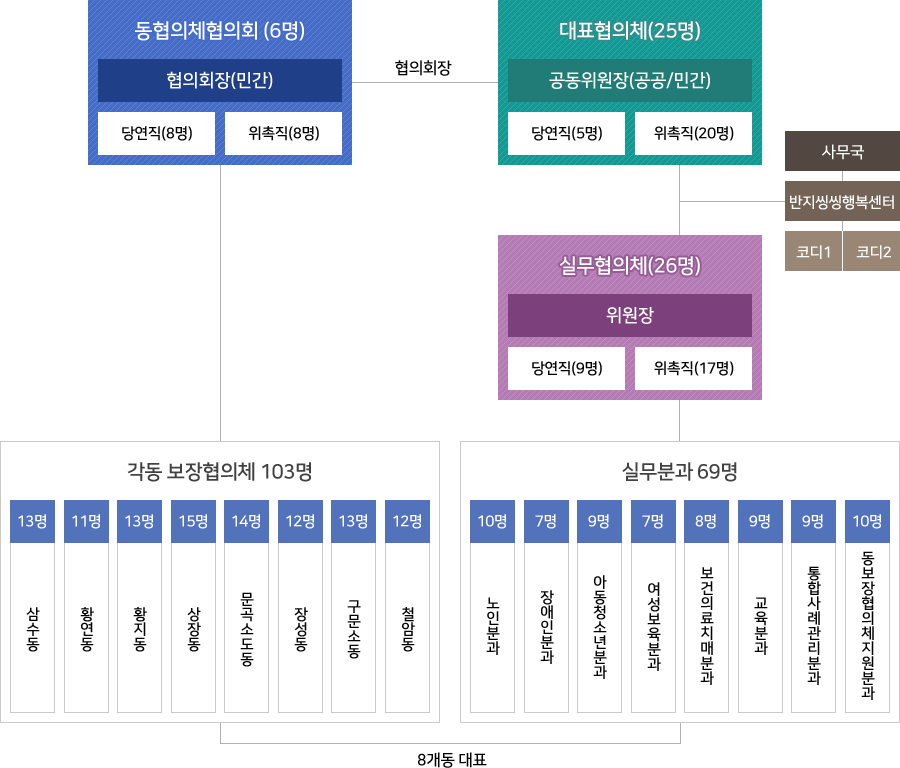 동협의체협의회 (6명)
협의회장(민간)
당연직(8명)
위촉직(8명)
협의회장
대표협의체(25명)
공동위원장(공공/민간)
당연직(5명)
위촉직(20명)
사무국
반지씽씽행복센터
코디1
코디2
실무협의체(26명)
위원장
당연직(9명)
위촉직(17명)
각동 보장협의체 103명
13명
11명
13명
15명
14명
12명
13명
12명
삼수동
황연동
황지동
상장동
문곡소도동
장성동
구문소동
철암동
실무분과 69명
10명
7명
9명
7명
8명
9명
9명
10명
노인분과
장애인분과
아동청소년분과
여성보육분과
보건의료치매분과
교육분과
통합사례관리분과
동보장협의체지원분과
8개동 대표